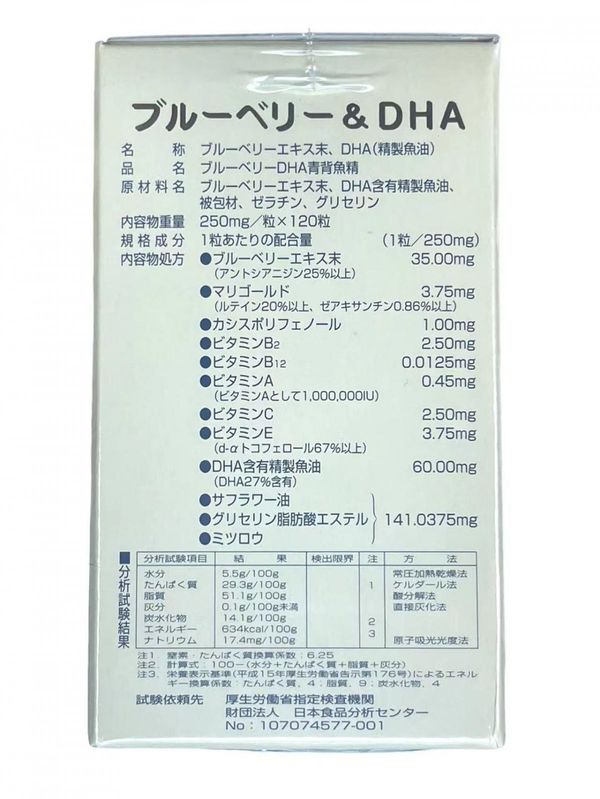 ブルーベリー&DHA
名 称 ブルーベリーエキス末、DHA(精製魚油)
品 名 ブルーベリーDHA青背魚精
原材料名 ブルーベリーエキス末、DHA含有精製魚油、
被包材、ゼラチン、グリセリン
内容物重量 250mg/粒×120粒
規格成分 1粒あたりの配合量 (1粒/250mg)
内容物処方 ●ブルーベリーエキス末 35.00mg
(アントシアニジン25%以上)
●マリーゴールド 3.75mg
(ルテイン20%以上、ゼアキサンチン0.86%以上)
●カシスポリフェノール 1.00mg
●ビタミンB2 2.50mg
●ビタミンB12 0.0125mg
●ビタミンA 0.45mg
(ビタミンAとして1,000,000IU)
●ビタミンC 2.50mg
●ビタミンE 3.75mg
(d-αトコフェロール67%以上)
●DHA含有精製魚油 60.00mg
(DHA27%含有)
●サフラワー油
●グリセリン脂肪酸エステル 141.0375mg
●ミツロウ
■分析試験結果
分析試験項目 結 果 検出限界 注 方 法
水分 5.5g/100g 常圧加熱乾燥法
たんぱく質 29.3g/100g 1 ケルダール法
脂質 51.1g/100g 酸分解法
灰分 0.1g/100g未満 直接灰化法
炭水化物 14.1g/100g 2
エネルギー 634kcal/100g 3
ナトリウム 17.4mg/100g 原子吸光光度法
注1.窒素・たんぱく質換算係数:6.25
注2.計算式:100-(水分+たんぱく質+脂質+灰分)
注3.栄養表示基準(平成15年厚生労働省告示第176号)によるエネル
ギー換算係数:たんぱく質、4;脂質、9;炭水化物、4
試験依頼先 厚生労働省指定検査機関
財団法人 日本食品分析センター
No:107074577-001